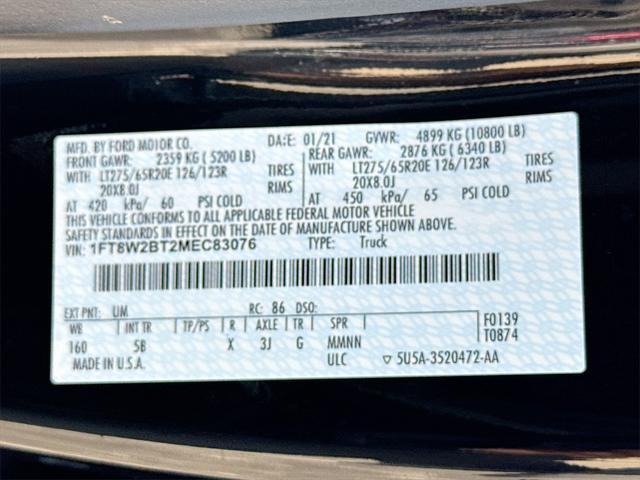 MFD. BY FORD MOTOR CO. DATE: 01/21 GVWR: 4899 KG (10800 LB)
FRONT GAWR: 2359 KG (5200 LB) REAR GAWR: 2876 KG (6340 LB)
WITH LT275/65R20E 126/123R TIRES WITH LT275/65R20E 126/123R TIRES
20X8.0J RIMS 20X8.0J RIMS
AT 420 kPa/ 60 PSI COLD AT 450 kPa/ 65 PSI COLD
THIS VEHICLE CONFORMS TO ALL APPLICABLE FEDERAL MOTOR VEHICLE
SAFETY STANDARDS IN EFFECT ON THE DATE OF MANUFACTURE SHOWN ABOVE.
VIN: 1FT8W2BT2MEC83076 TYPE: Truck
EXT PNT: UM RC: 86 DSO:
WB INT TR TP/PS R AXLE TR SPR F0139
160 5B X 3J G MMNN T0874
MADE IN U.S.A. ULC ▽ 5U5A-3520472-AA